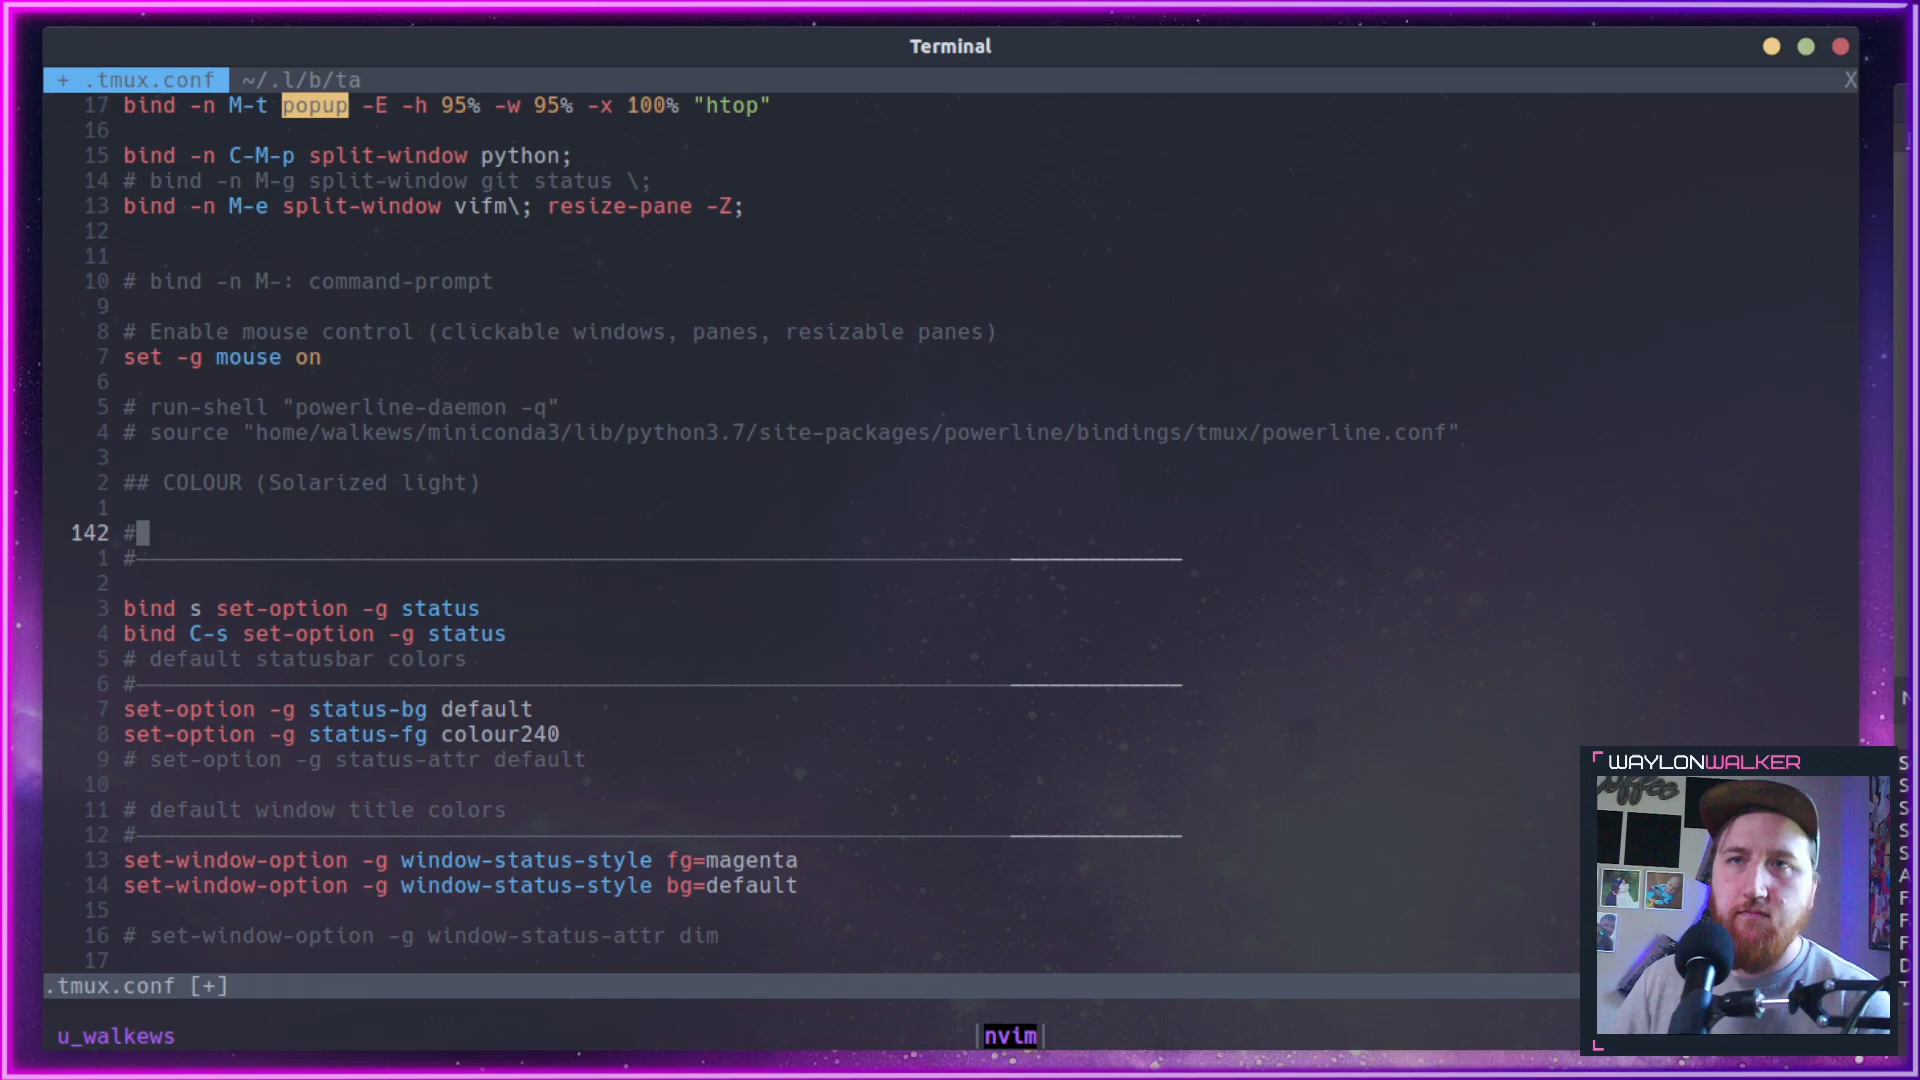 Terminal
+ .tmux.conf ~/.l/b/ta X
17 bind -n M-t popup -E -h 95% -w 95% -x 100% "htop"
16
15 bind -n C-M-p split-window python;
14 # bind -n M-g split-window git status \;
13 bind -n M-e split-window vifm\; resize-pane -Z;
12
11
10 # bind -n M-: command-prompt
9
8 # Enable mouse control (clickable windows, panes, resizable panes)
7 set -g mouse on
6
5 # run-shell "powerline-daemon -q"
4 # source "home/walkews/miniconda3/lib/python3.7/site-packages/powerline/bindings/tmux/powerline.conf"
3
2 ## COLOUR (Solarized light)
1
142 #
1 #────────────────────────────────────────────────────────────────────────────────
2
3 bind s set-option -g status
4 bind C-s set-option -g status
5 # default statusbar colors
6 #────────────────────────────────────────────────────────────────────────────────
7 set-option -g status-bg default
8 set-option -g status-fg colour240
9 # set-option -g status-attr default
10
11 # default window title colors
12 #────────────────────────────────────────────────────────────────────────────────
13 set-window-option -g window-status-style fg=magenta
14 set-window-option -g window-status-style bg=default
15
16 # set-window-option -g window-status-attr dim
17
.tmux.conf [+]
u_walkews |nvim|
WAYLONWALKER